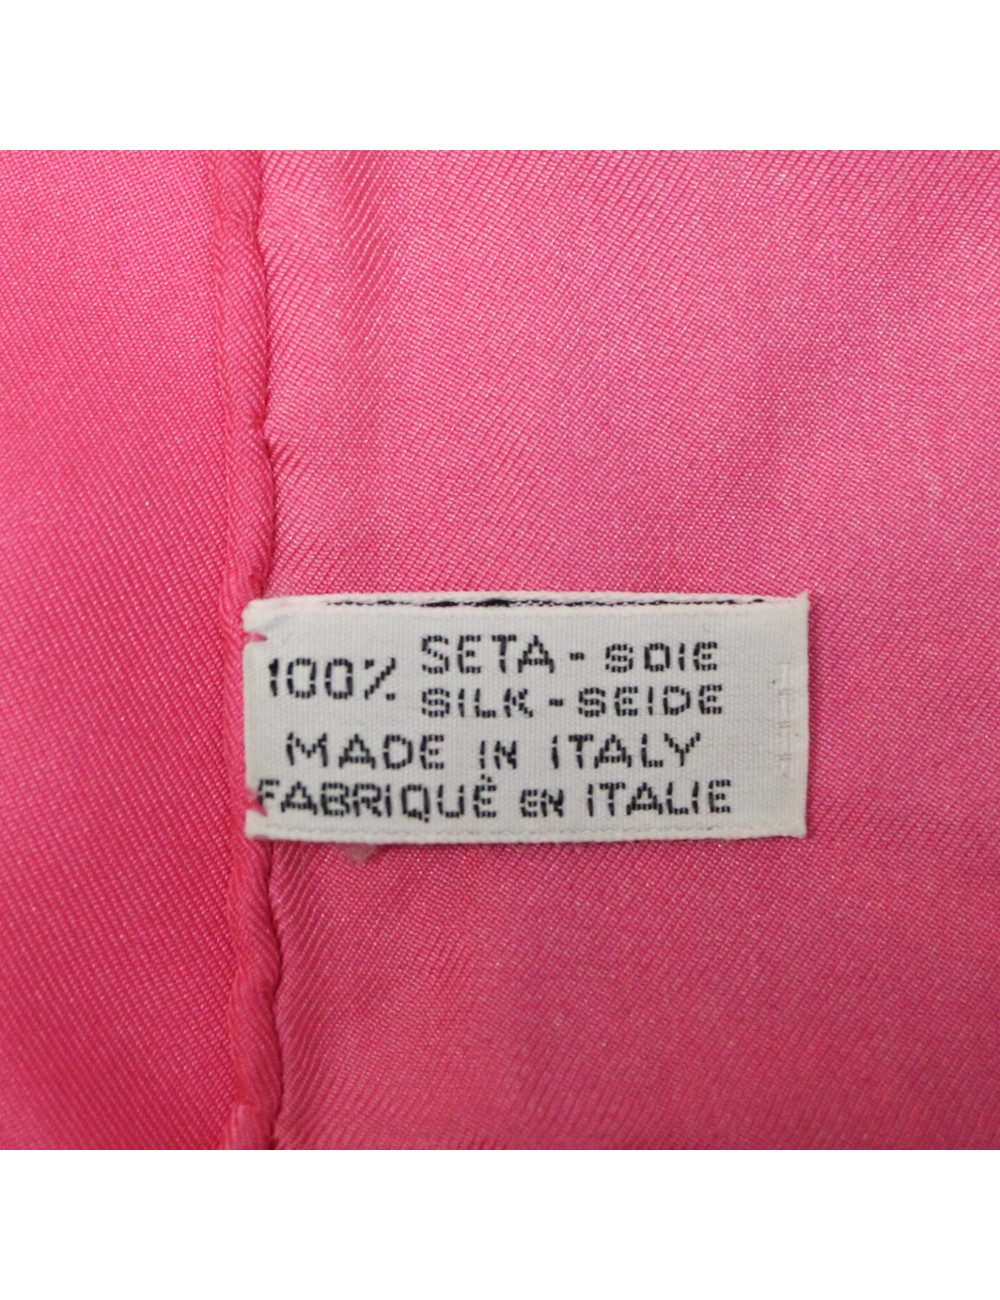 100% SETA - SOIE
SILK - SEIDE
MADE IN ITALY
FABRIQUÈ EN ITALIE